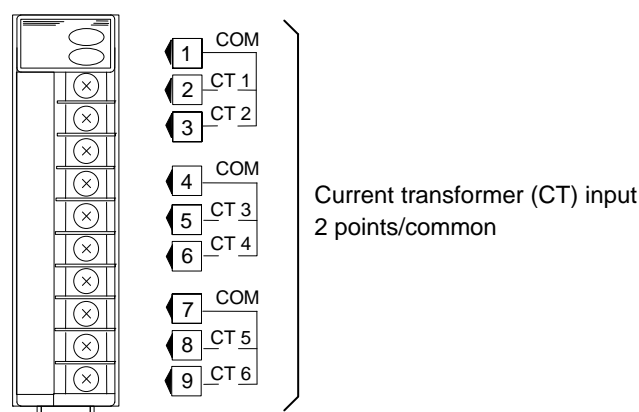 1 COM
2 CT 1
3 CT 2
4 COM
5 CT 3
6 CT 4
7 COM
8 CT 5
9 CT 6
Current transformer (CT) input
2 points/common